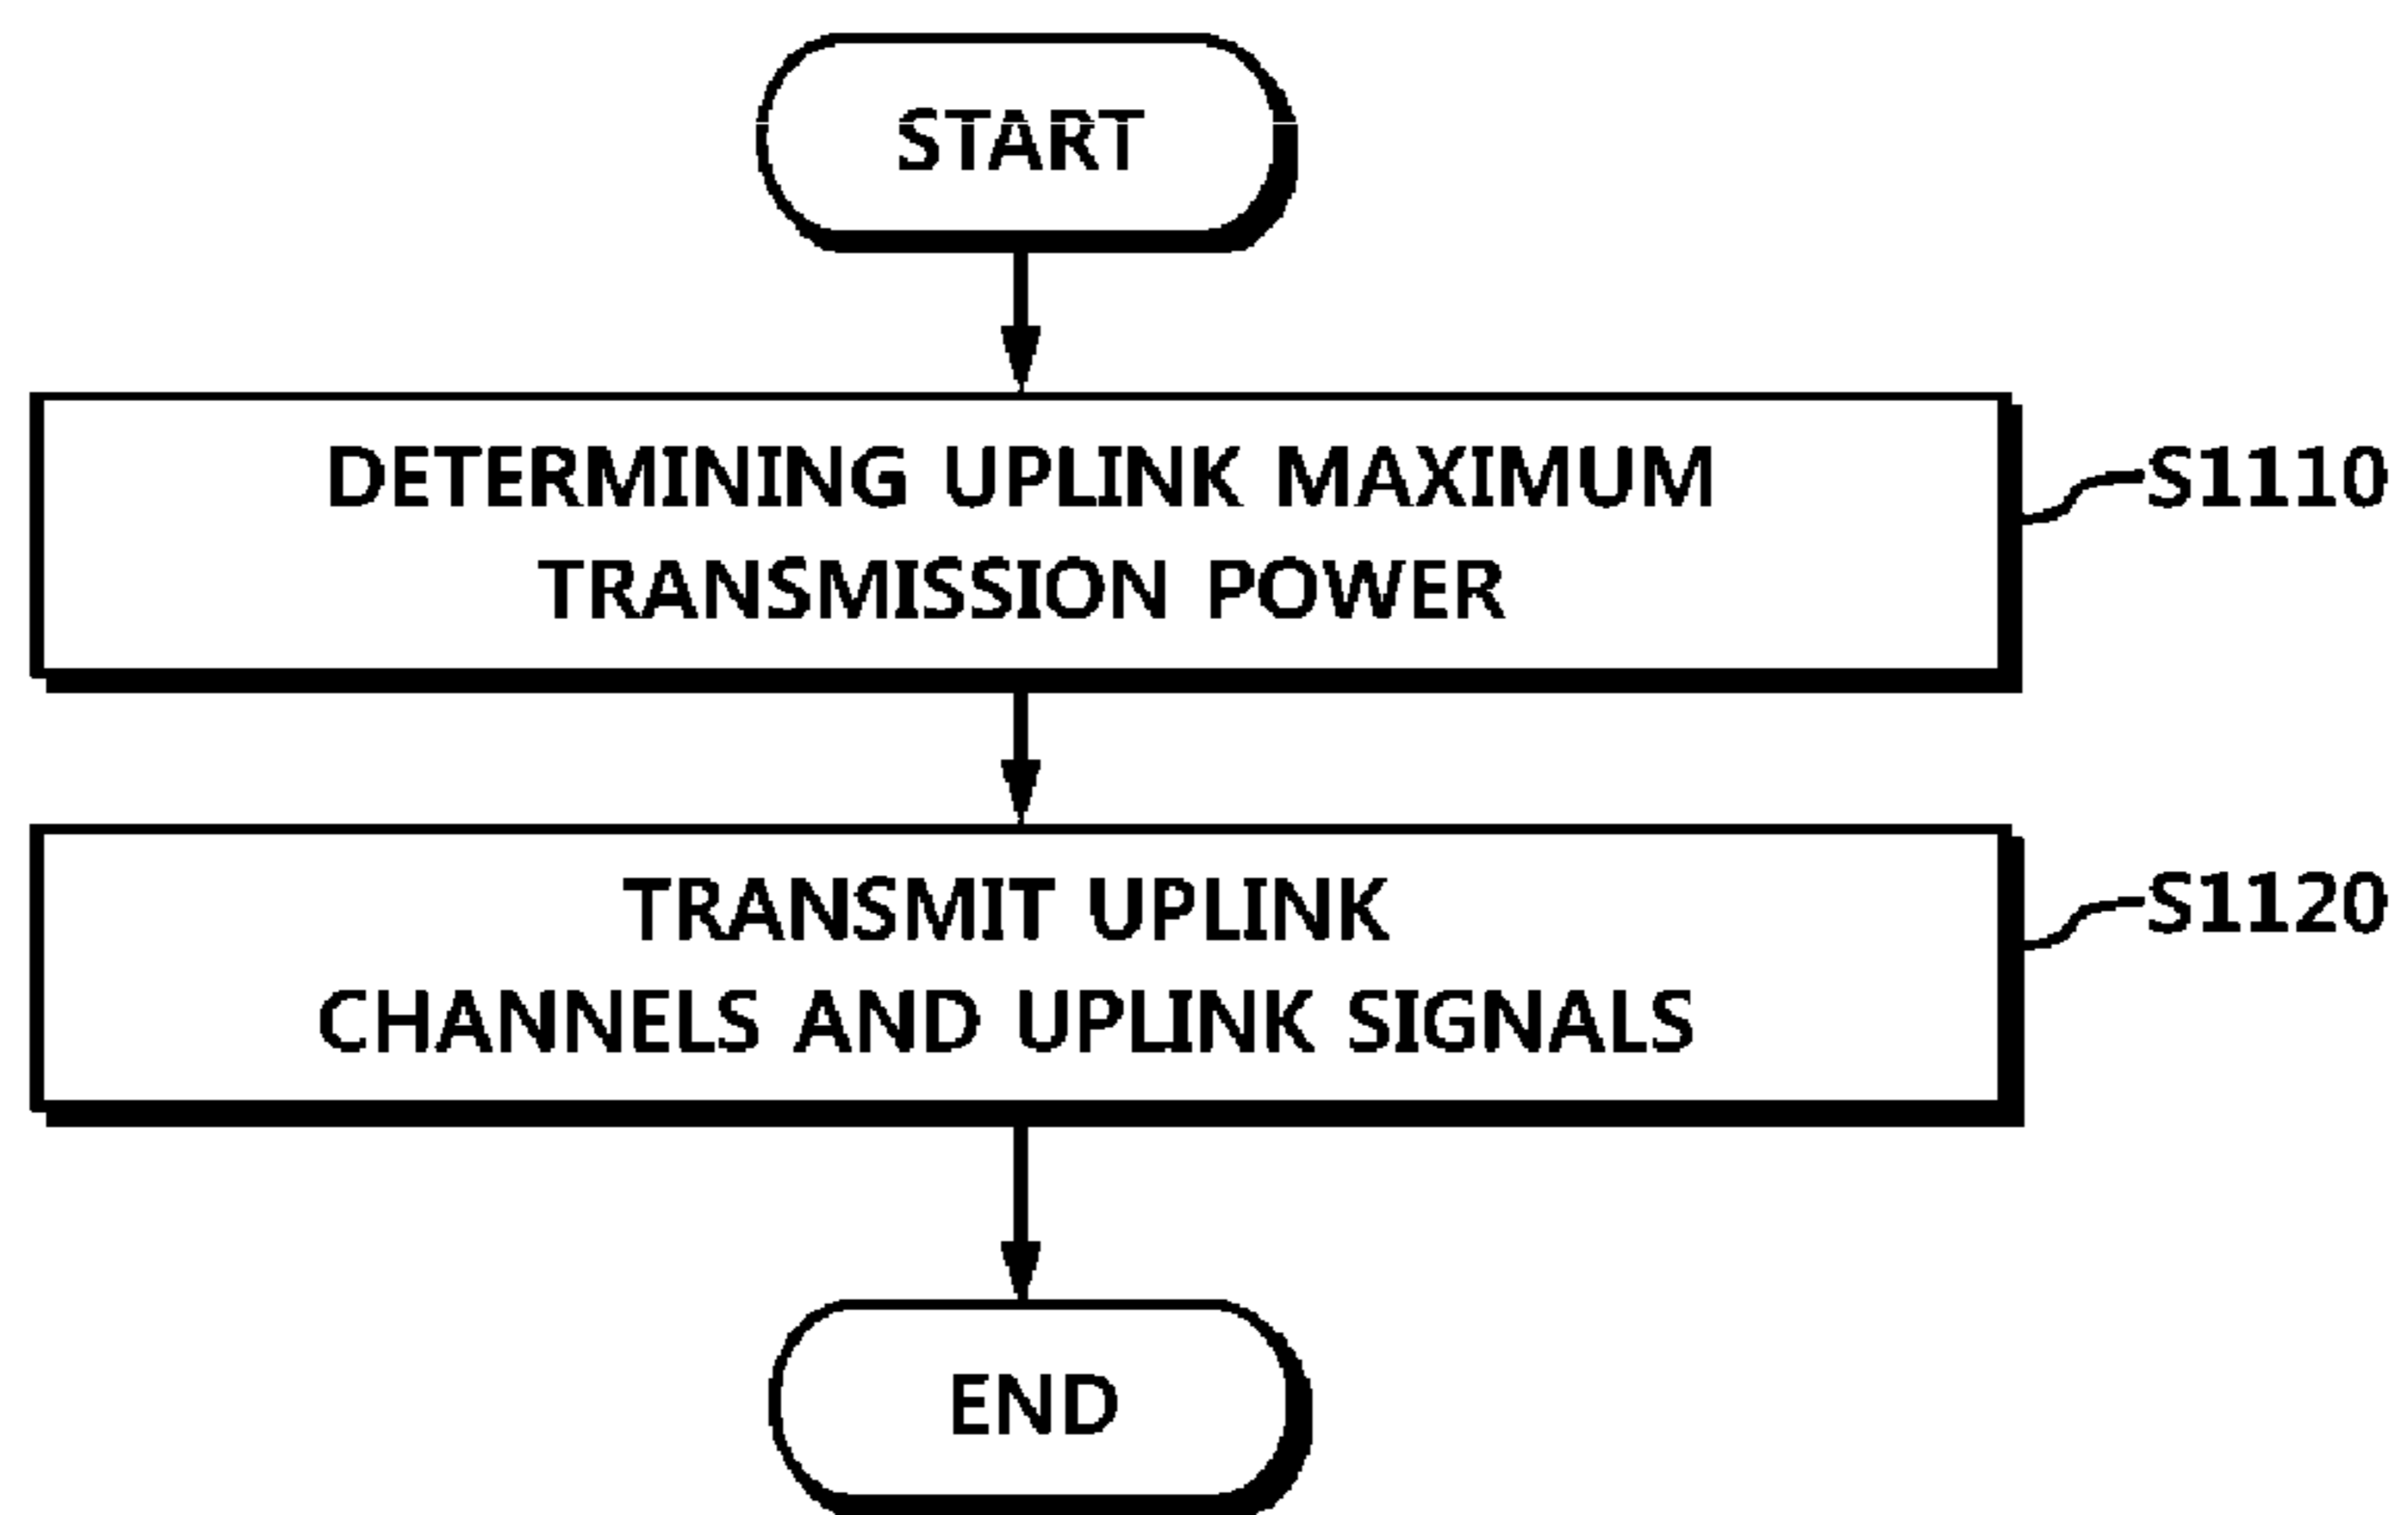 START
DETERMINING UPLINK MAXIMUM
TRANSMISSION POWER
S1110
TRANSMIT UPLINK
CHANNELS AND UPLINK SIGNALS
S1120
END